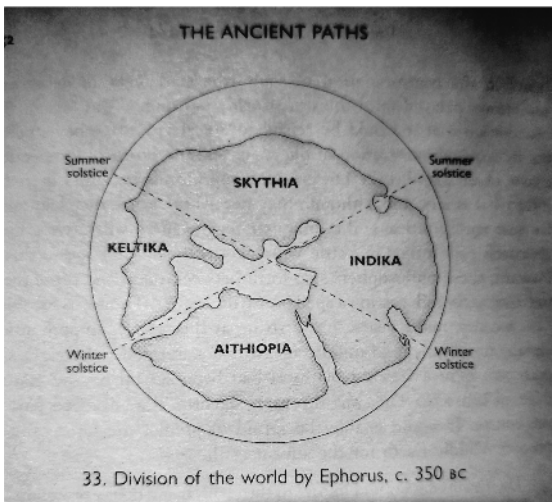 THE ANCIENT PATHS
Summer
solstice
Summer
solstice
SKYTHIA
KELTIKA
INDIKA
AITHIOPIA
Winter
solstice
Winter
solstice
33. Division of the world by Ephorus, c. 350 BC